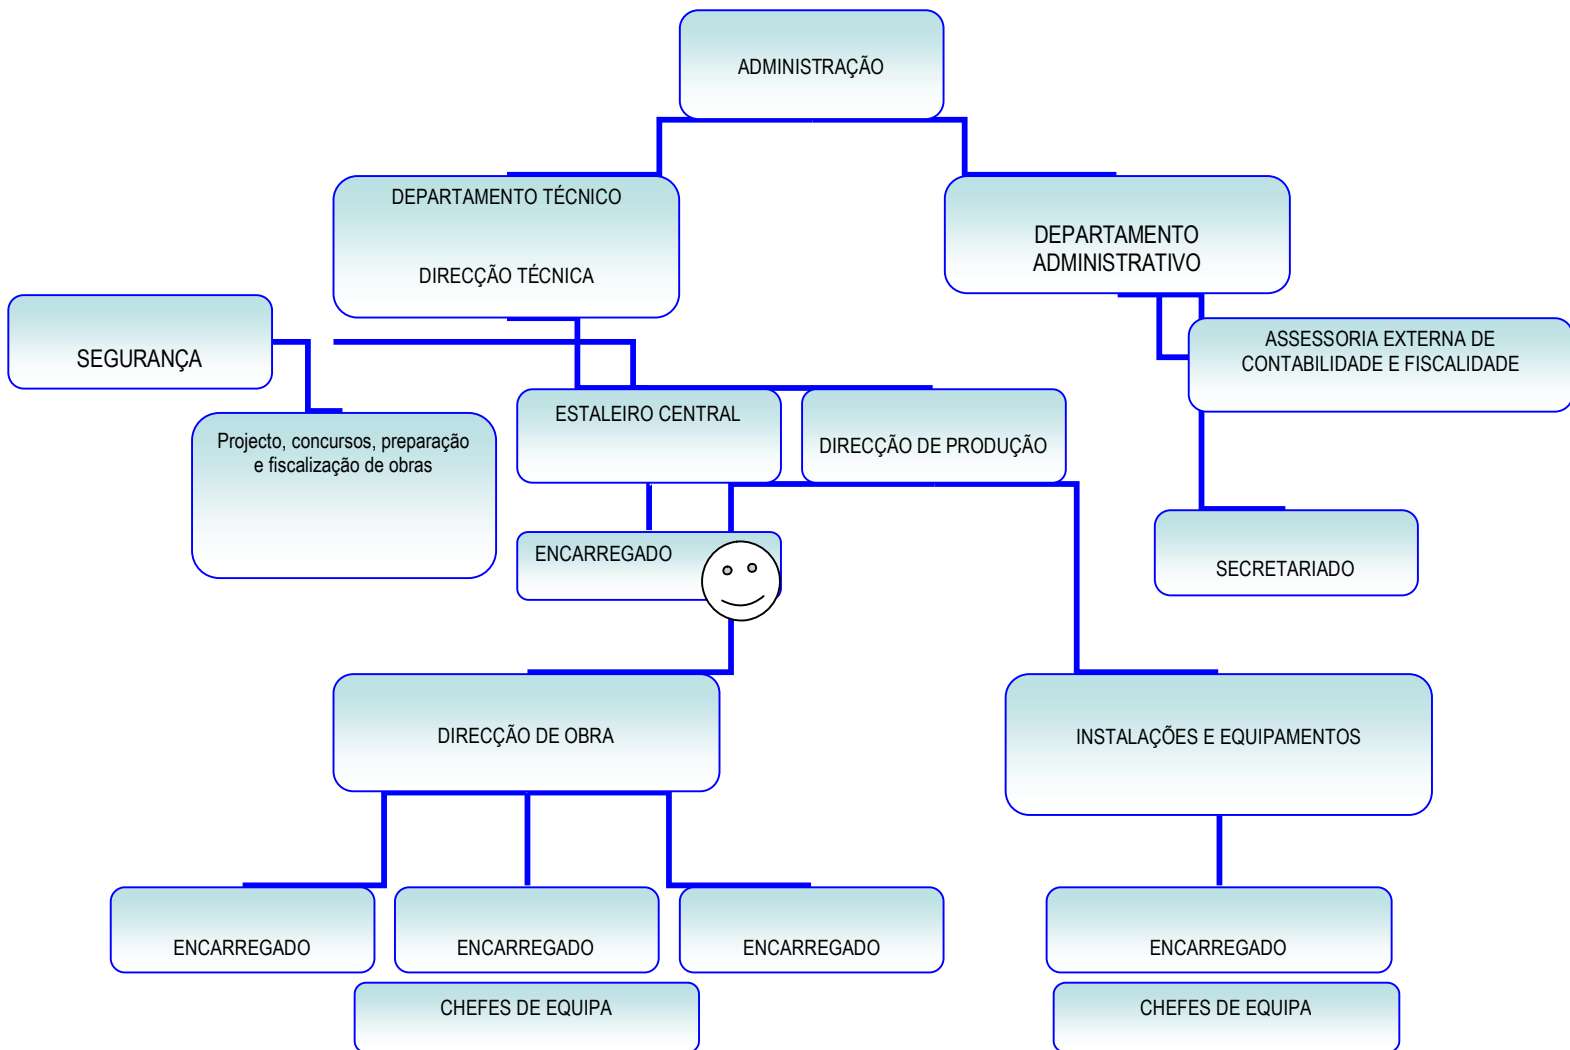 ADMINISTRAÇÃO
DEPARTAMENTO TÉCNICO
DIRECÇÃO TÉCNICA
DEPARTAMENTO
ADMINISTRATIVO
SEGURANÇA
ASSESSORIA EXTERNA DE
CONTABILIDADE E FISCALIDADE
Projecto, concursos, preparação
e fiscalização de obras
ESTALEIRO CENTRAL
DIRECÇÃO DE PRODUÇÃO
ENCARREGADO
SECRETARIADO
DIRECÇÃO DE OBRA
INSTALAÇÕES E EQUIPAMENTOS
ENCARREGADO
ENCARREGADO
ENCARREGADO
ENCARREGADO
CHEFES DE EQUIPA
CHEFES DE EQUIPA